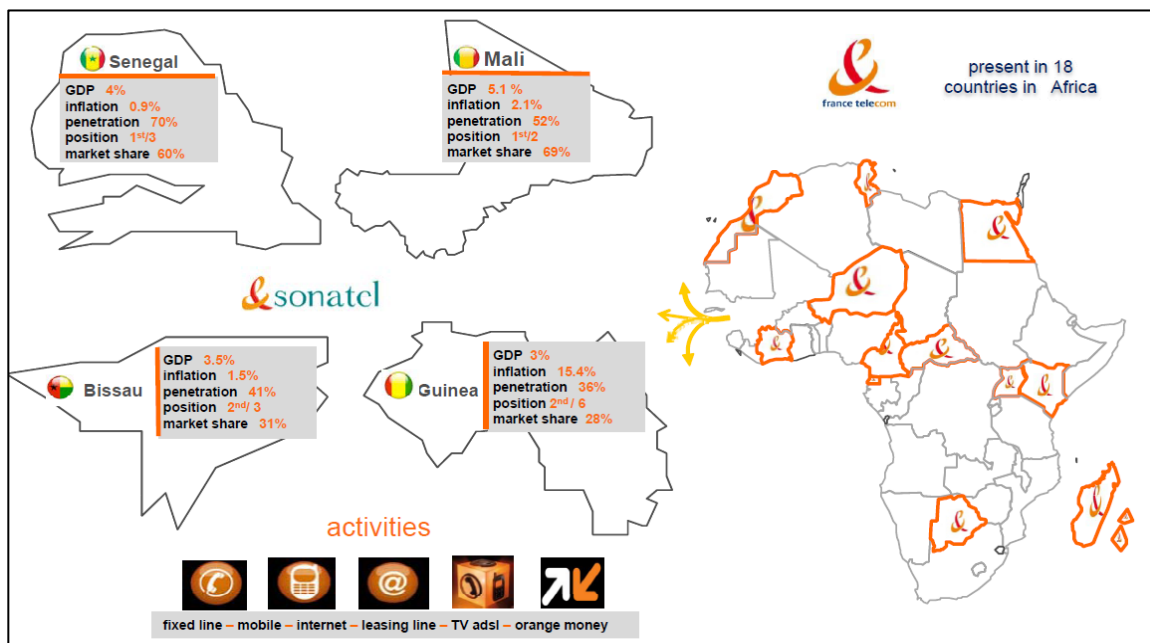 Senegal
GDP 4%
inflation 0.9%
penetration 70%
position 1st/3
market share 60%
Mali
GDP 5.1 %
inflation 2.1%
penetration 52%
position 1st/2
market share 69%
france telecom
present in 18
countries in Africa
sonatel
Bissau
GDP 3.5%
inflation 1.5%
penetration 41%
position 2nd/ 3
market share 31%
Guinea
GDP 3%
inflation 15.4%
penetration 36%
position 2nd / 6
market share 28%
activities
fixed line – mobile – internet – leasing line – TV adsl – orange money